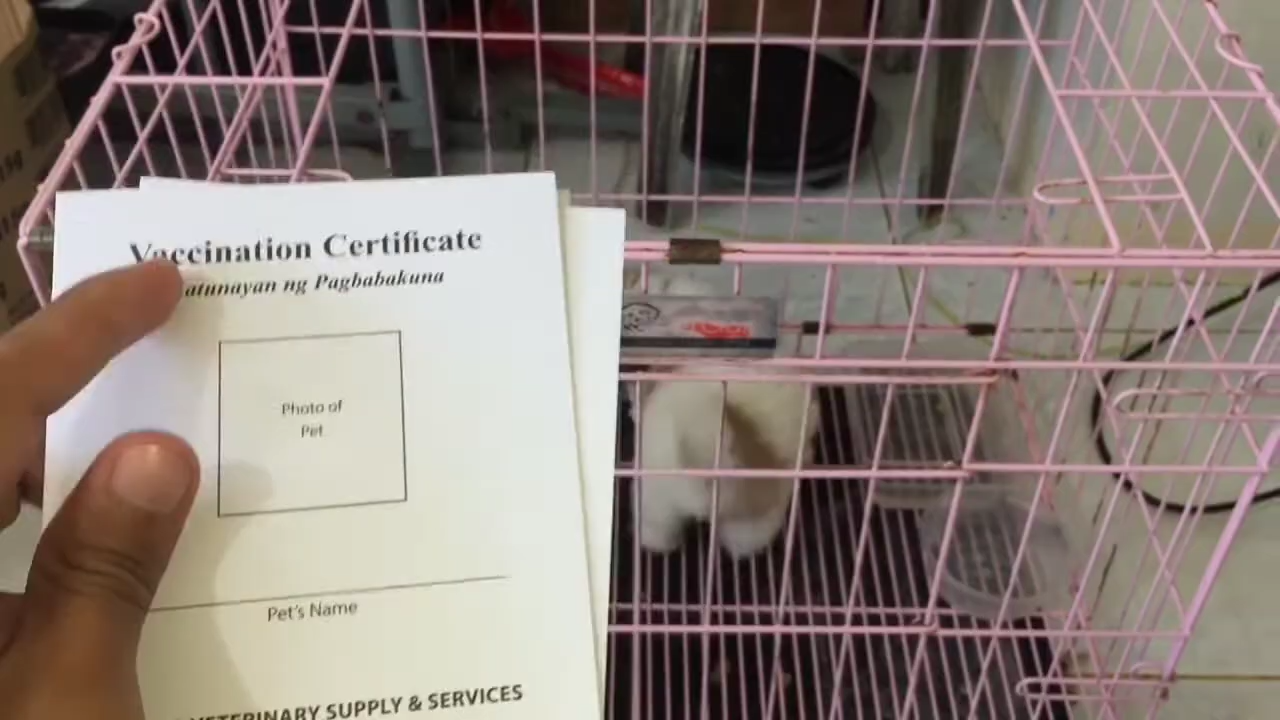 Vaccination Certificate
atunayan ng Pagbabakuna
Photo of
Pet
Pet's Name
VETERINARY SUPPLY & SERVICES